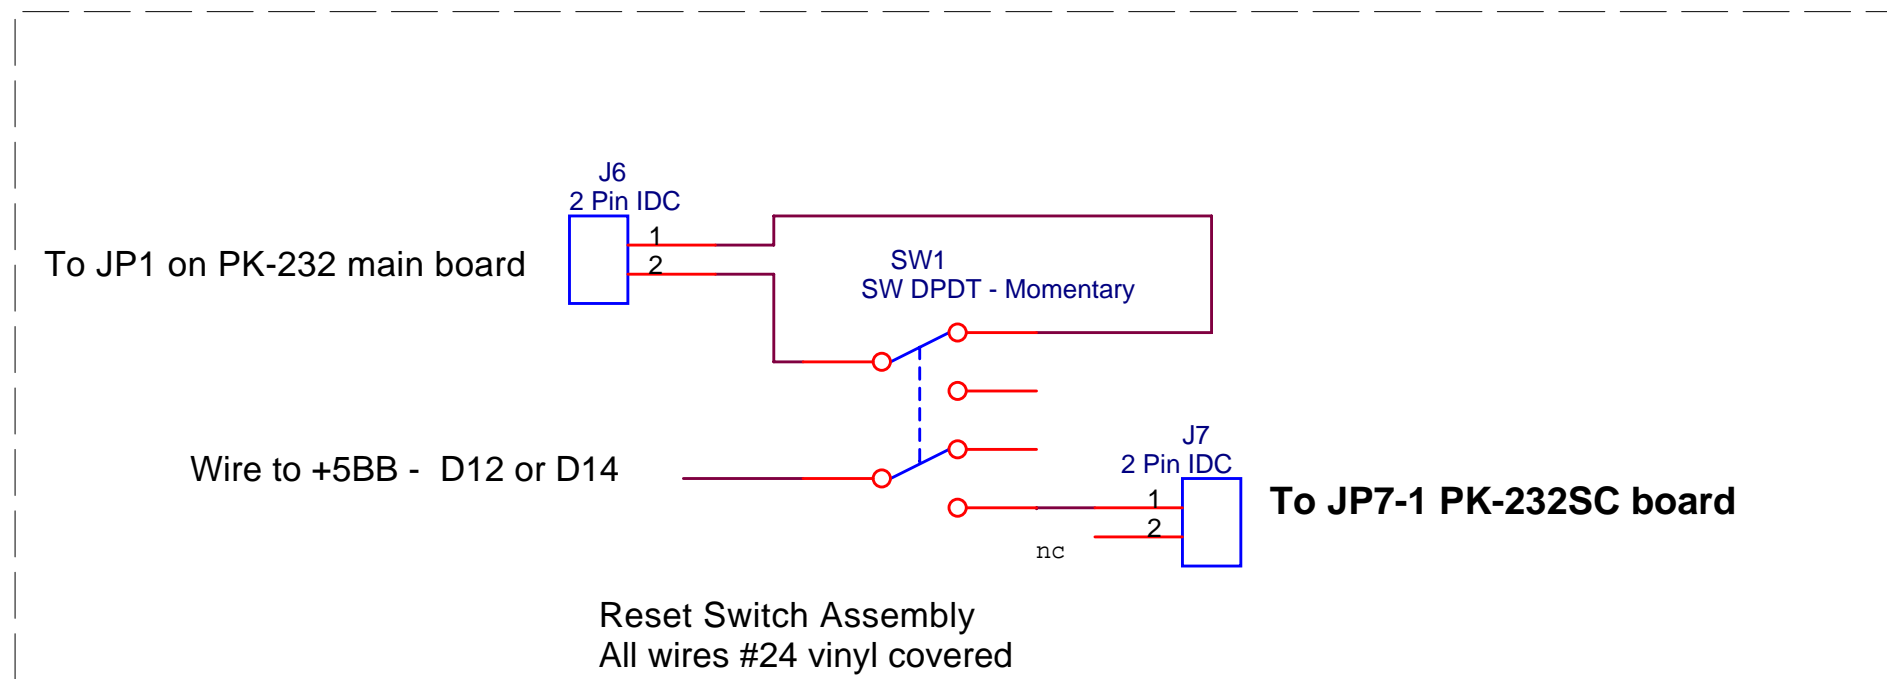 J6
2 Pin IDC
1
To JP1 on PK-232 main board
2
SW1
SW DPDT - Momentary
J7
2 Pin IDC
Wire to +5BB -  D12 or D14
1
To JP7-1 PK-232SC board
2
nc
Reset Switch Assembly
All wires #24 vinyl covered